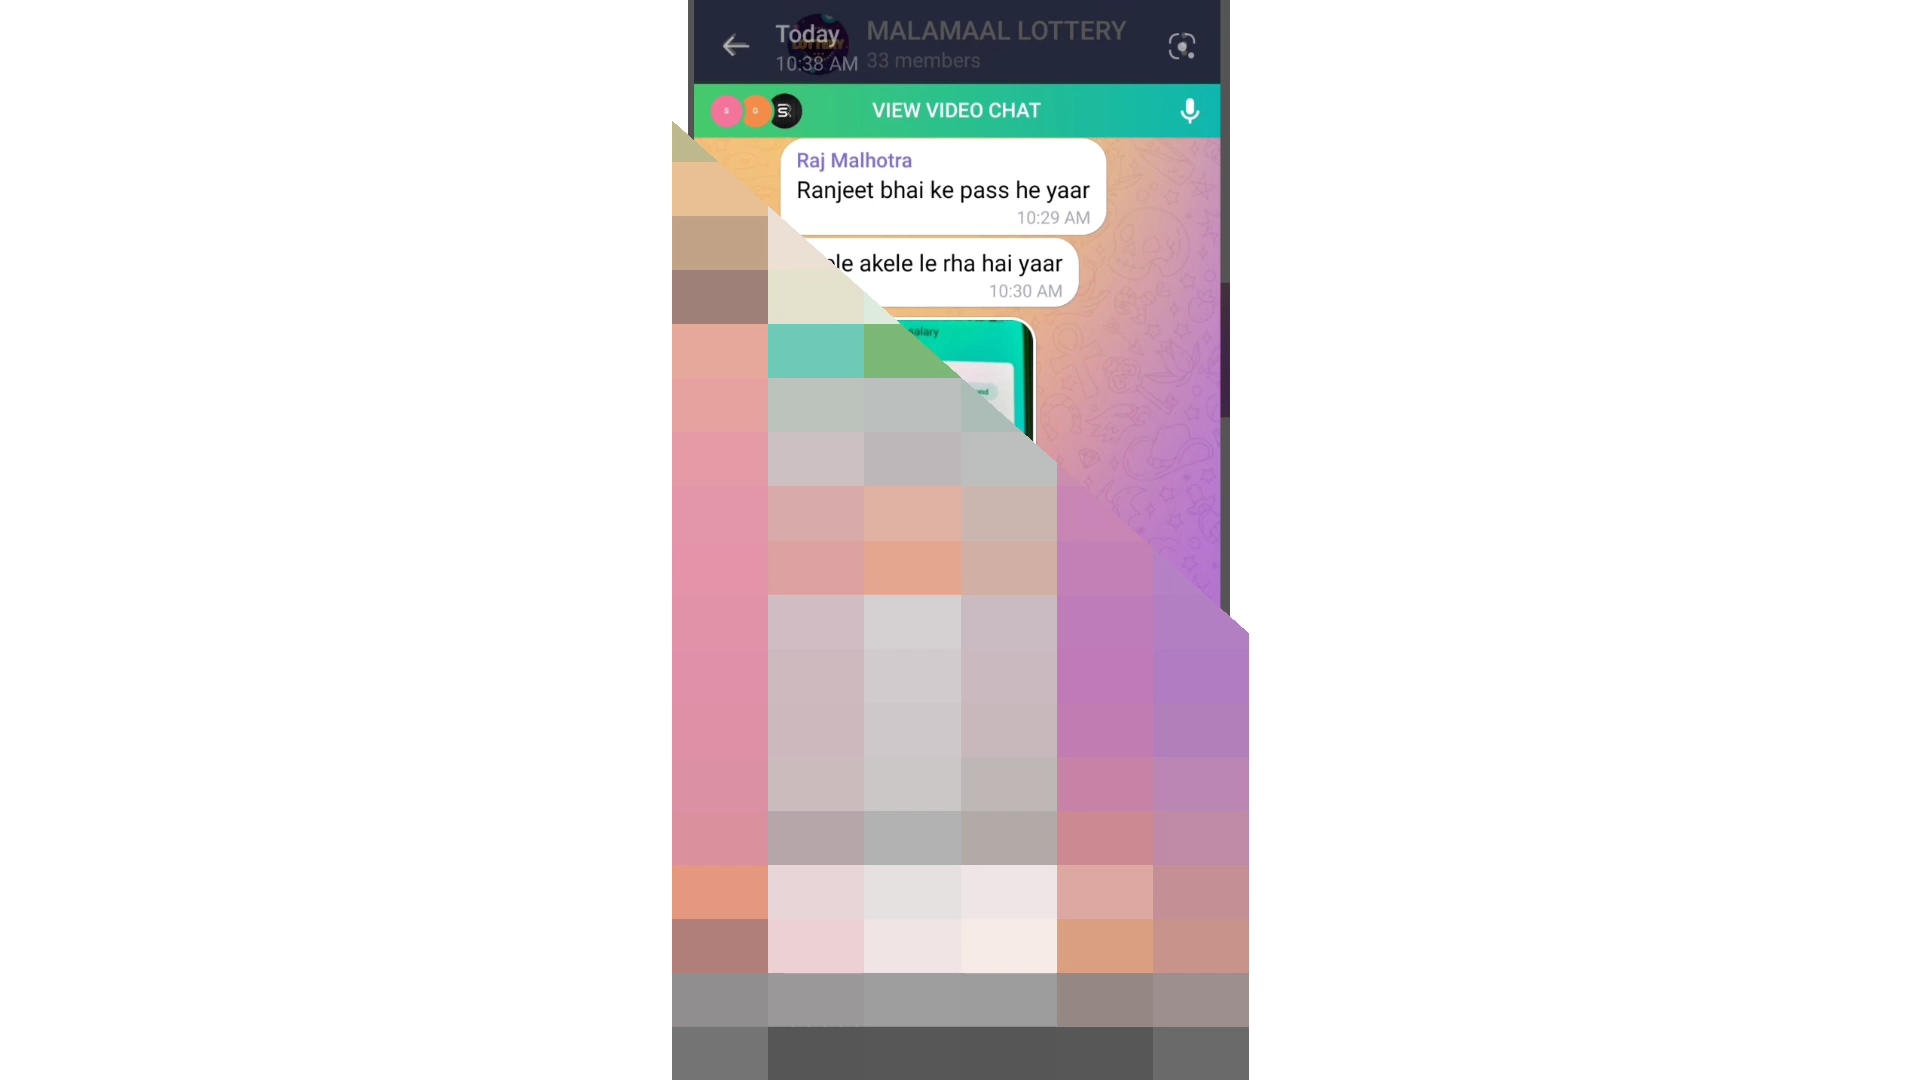 Today
10:38 AM
MALAMAAL LOTTERY
33 members
VIEW VIDEO CHAT
Raj Malhotra
Ranjeet bhai ke pass he yaar
10:29 AM
akele le rha hai yaar
10:30 AM
salary